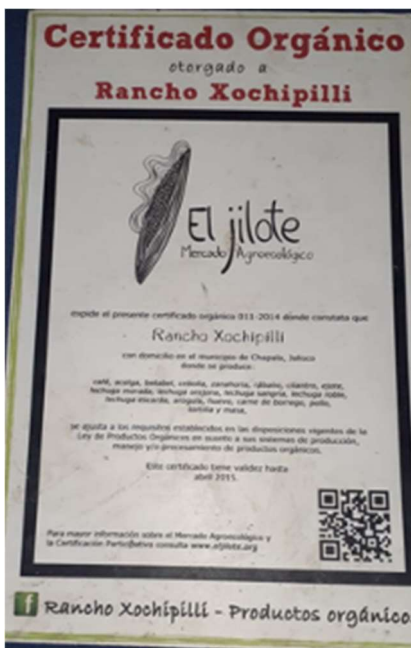 Certificado Orgánico
otorgado a
Rancho Xochipilli
El jilote
Mercado Agroecológico
expide el presente certificado orgánico 011-2014 donde constata que
Rancho Xochipilli
con domicilio en el municipio de Chapala, Jalisco
donde se produce:
café, acelga, betabel, cebolla, zanahoria, rábano, cilantro,
lechuga morada, lechuga orejona, lechuga sangría, lechuga roble,
lechuga escarola, arúgula, huevo, carne de borrego, pollo,
tortilla y masa,
se ajusta a los requisitos establecidos en las disposiciones vigentes de la
Ley de Productos Orgánicos en cuanto a sus sistemas de producción,
manejo y/o procesamiento de productos orgánicos.
Este certificado tiene validez hasta
abril 2015.
Para mayor información sobre el Mercado Agroecológico y
la Certificación Participativa consulta www.eljilote.org
f Rancho Xochipilli - Productos orgánico